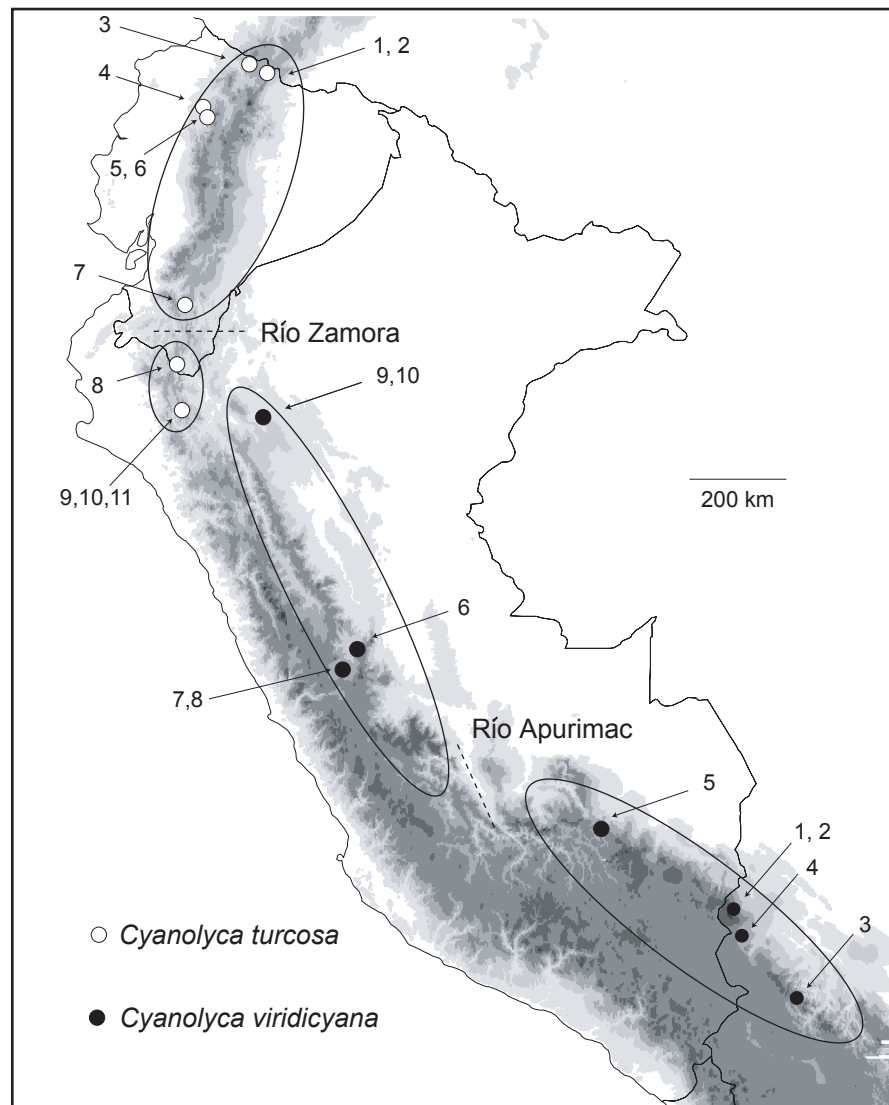 3
1, 2
4
5, 6
7
Río Zamora
8
9,10
9,10,11
200 km
6
7,8
Río Apurimac
5
1, 2
4
3
Cyanolyca turcosa
Cyanolyca viridicyana